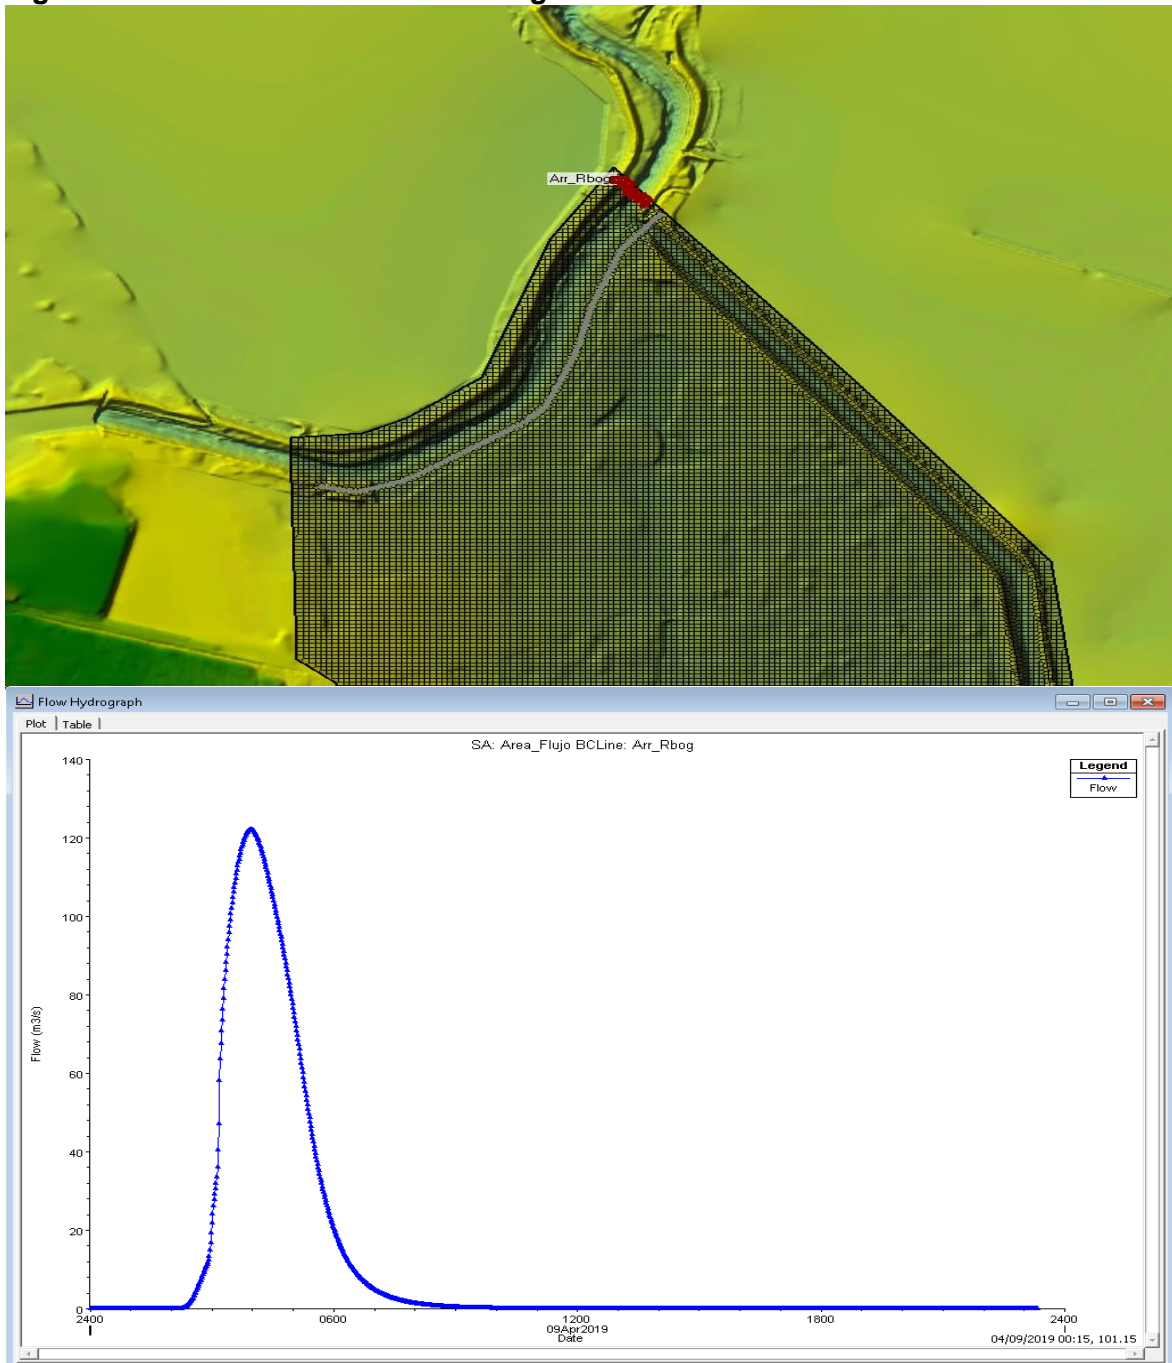 Arr_Rbog
Flow Hydrograph
Plot
Table
SA: Area_Flujo BCLine: Arr_Rbog
Legend
Flow
140
120
100
80
60
40
20
0
Flow (m3/s)
2400
0600
1200
1800
2400
09Apr2019
Date
04/09/2019 00:15, 101.15